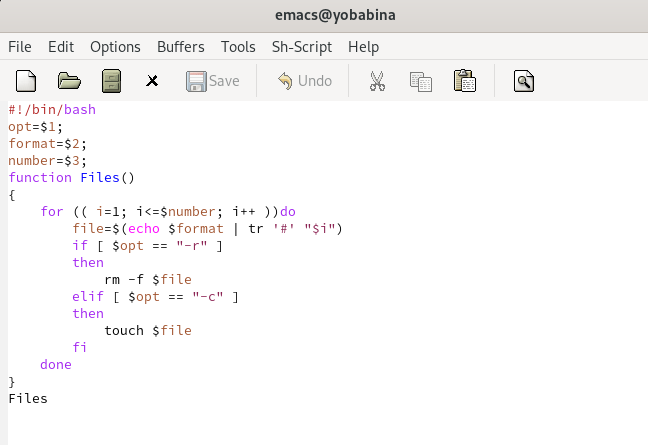 emacs@yobabina
File Edit Options Buffers Tools Sh-Script Help
Save Undo
#!/bin/bash
opt=$1;
format=$2;
number=$3;
function Files()
{
    for (( i=1; i<=$number; i++ ))do
        file=$(echo $format | tr '#' "$i")
        if [ $opt == "-r" ]
        then
            rm -f $file
        elif [ $opt == "-c" ]
        then
            touch $file
        fi
    done
}
Files